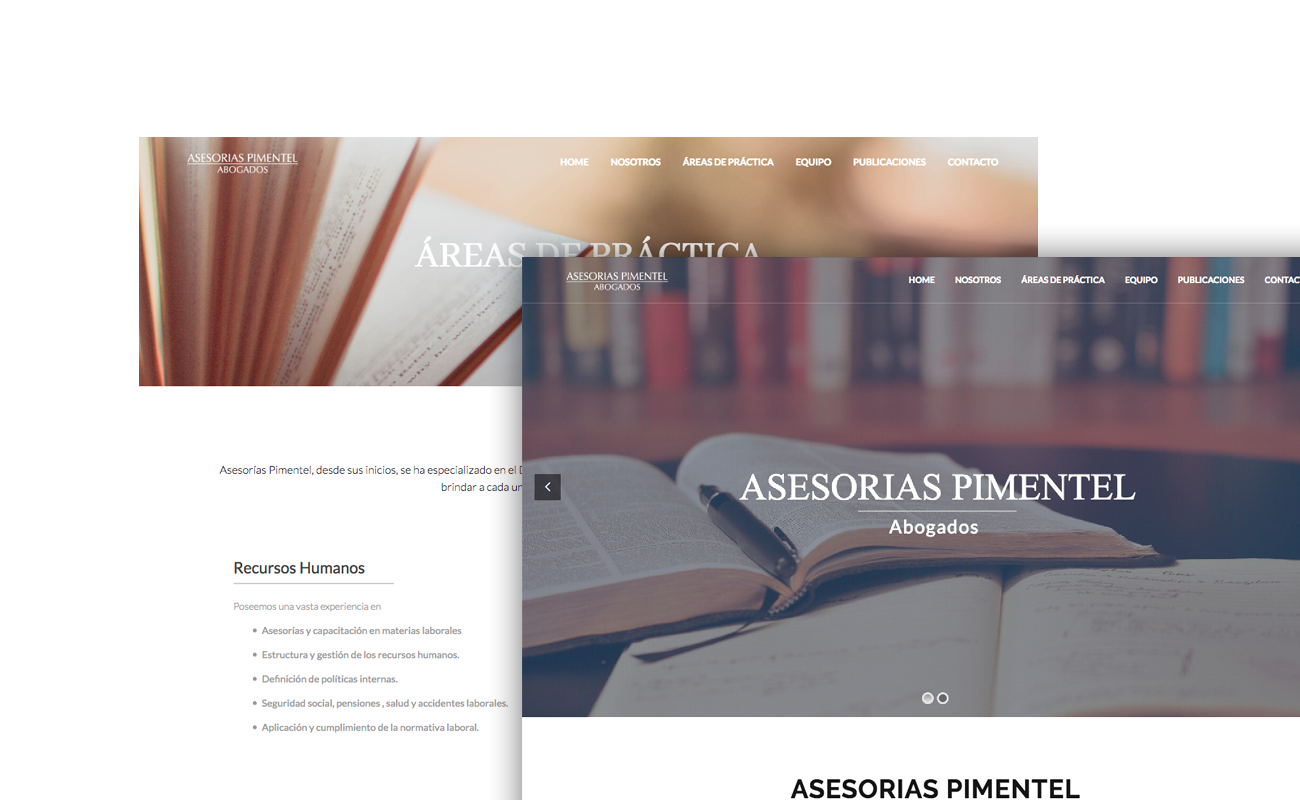 ASESORIAS PIMENTEL
ABOGADOS
HOME NOSOTROS ÁREAS DE PRÁCTICA EQUIPO PUBLICACIONES CONTACTO
ÁREAS DE PRÁCTICA
Asesorías Pimentel, desde sus inicios, se ha especializado en el
brindar a cada
Recursos Humanos
Poseemos una vasta experiencia en
• Asesorías y capacitación en materias laborales
• Estructura y gestión de los recursos humanos.
• Definición de políticas internas.
• Seguridad social, pensiones , salud y accidentes laborales.
• Aplicación y cumplimiento de la normativa laboral.
ASESORIAS PIMENTEL
ABOGADOS
HOME NOSOTROS ÁREAS DE PRÁCTICA EQUIPO PUBLICACIONES CONTAC
ASESORIAS PIMENTEL
Abogados
ASESORIAS PIMENTEL